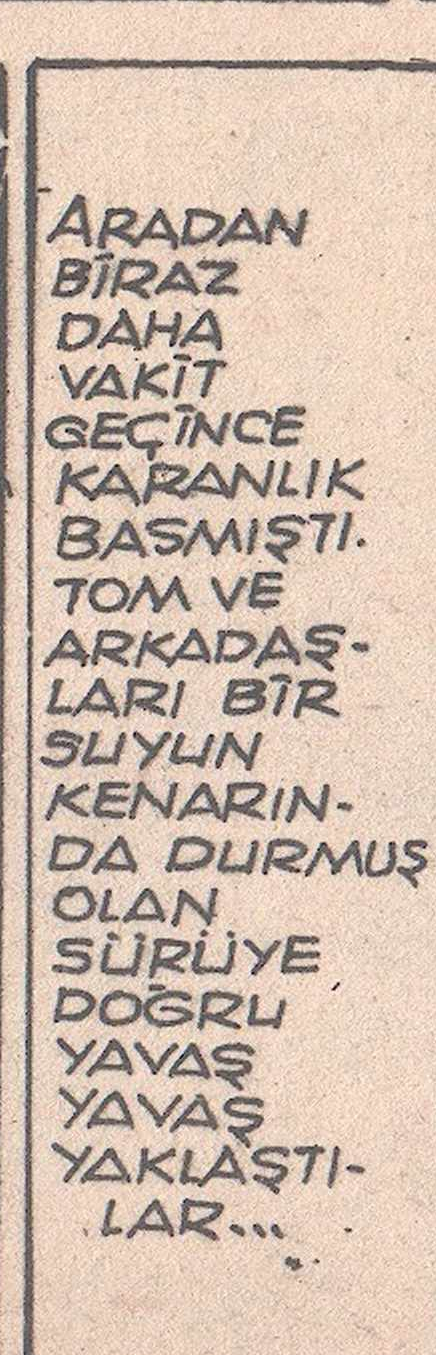 ARADAN
BİRAZ
DAHA
VAKİT
GEÇİNCE
KARANLIK
BASMIŞTI.
TOM VE
ARKADAŞ-
LARI BİR
SUYUN
KENARIN-
DA DURMUŞ
OLAN
SÜRÜYE
DOĞRU
YAVAŞ
YAVAŞ
YAKLAŞTI-
LAR...